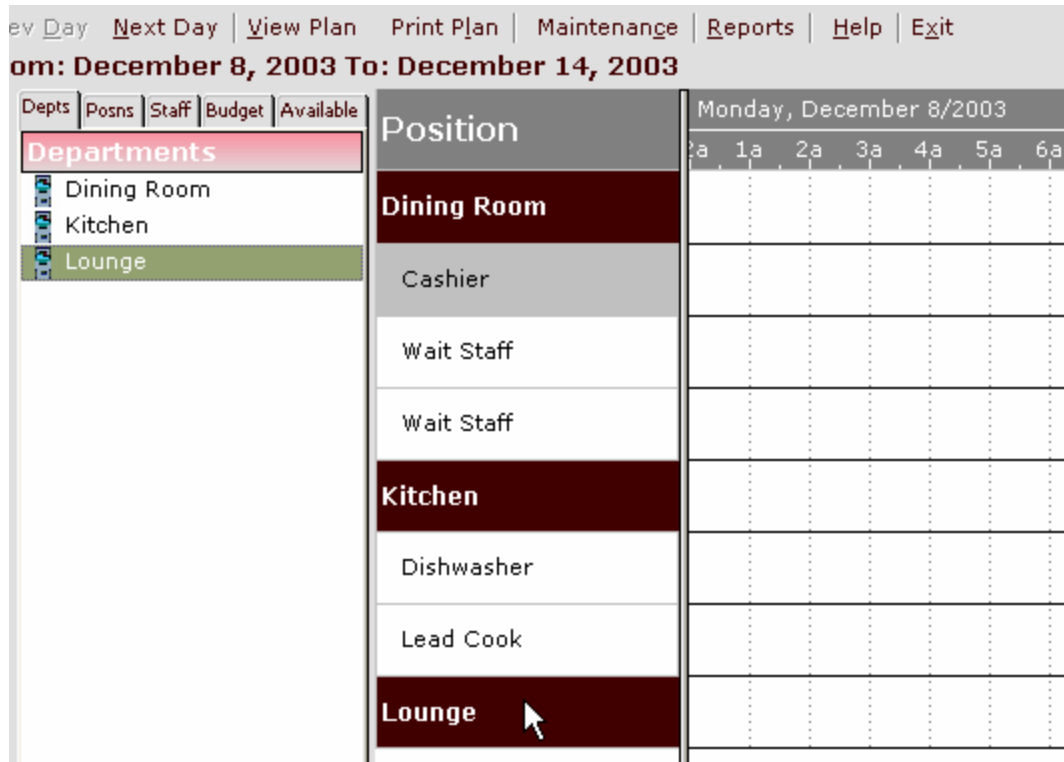 ev Day Next Day View Plan Print Plan Maintenance Reports Help Exit
om: December 8, 2003 To: December 14, 2003
Depts Posns Staff Budget Available
Departments
Dining Room
Kitchen
Lounge
Position
Dining Room
Cashier
Wait Staff
Wait Staff
Kitchen
Dishwasher
Lead Cook
Lounge
Monday, December 8/2003
2a 1a 2a 3a 4a 5a 6a